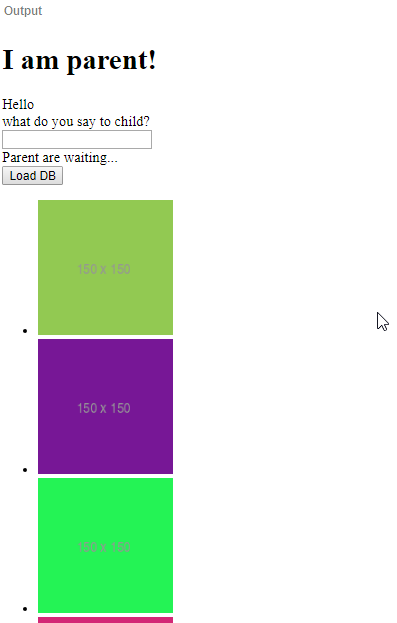 Output
I am parent!
Hello
what do you say to child?
Parent are waiting...
Load DB
150 x 150
150 x 150
150 x 150